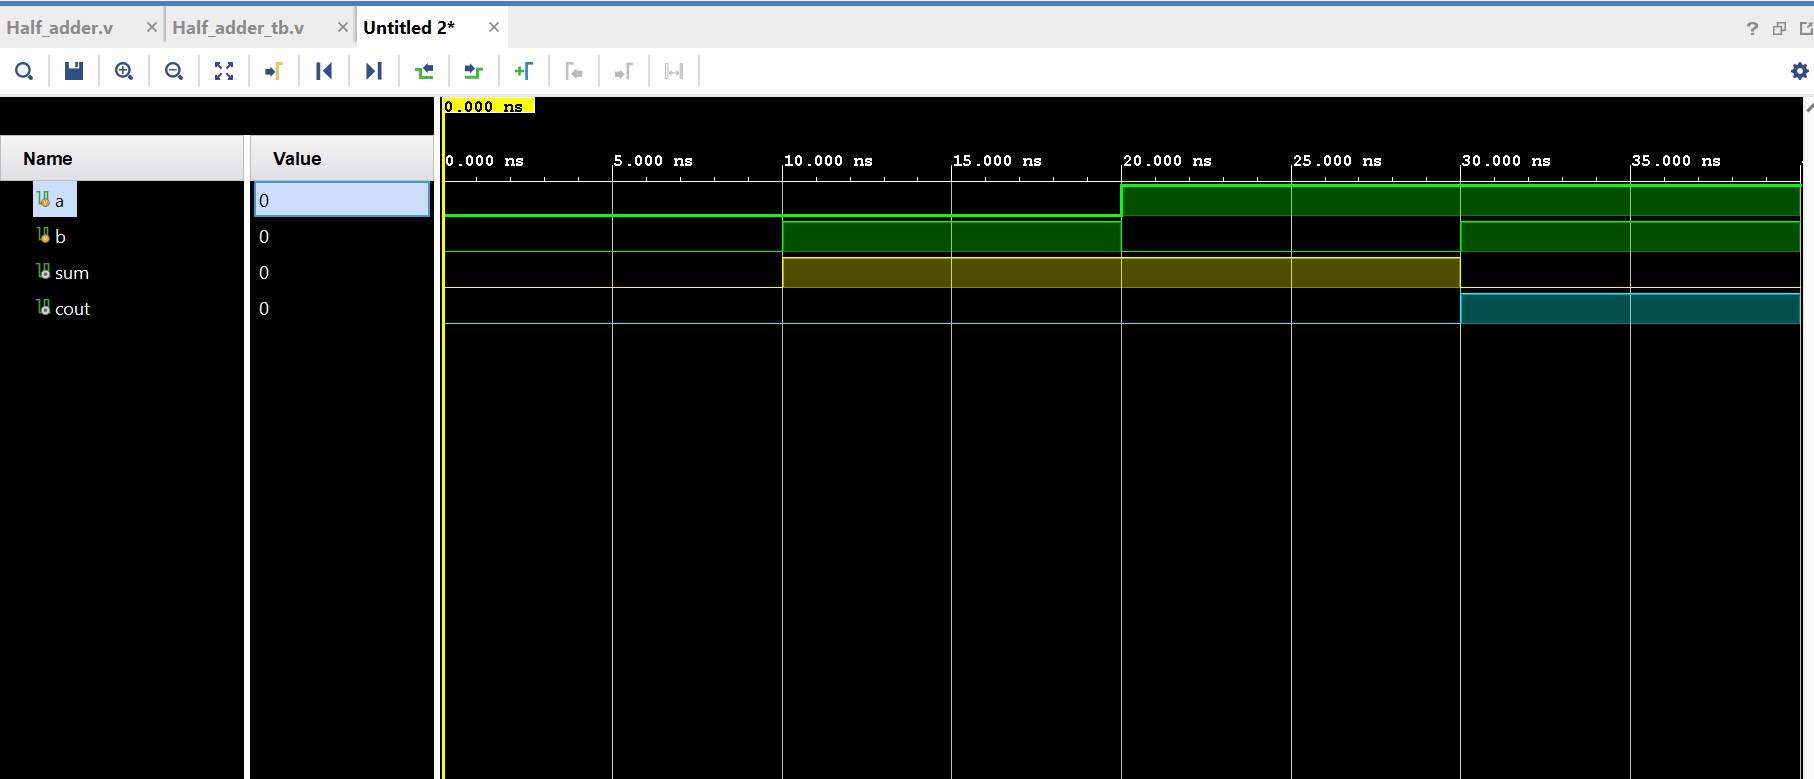 Half_adder.v × Half_adder_tb.v × Untitled 2* × ?
0.000 ns
Name Value 0.000 ns 5.000 ns 10.000 ns 15.000 ns 20.000 ns 25.000 ns 30.000 ns 35.000 ns
a 0
b 0
sum 0
cout 0